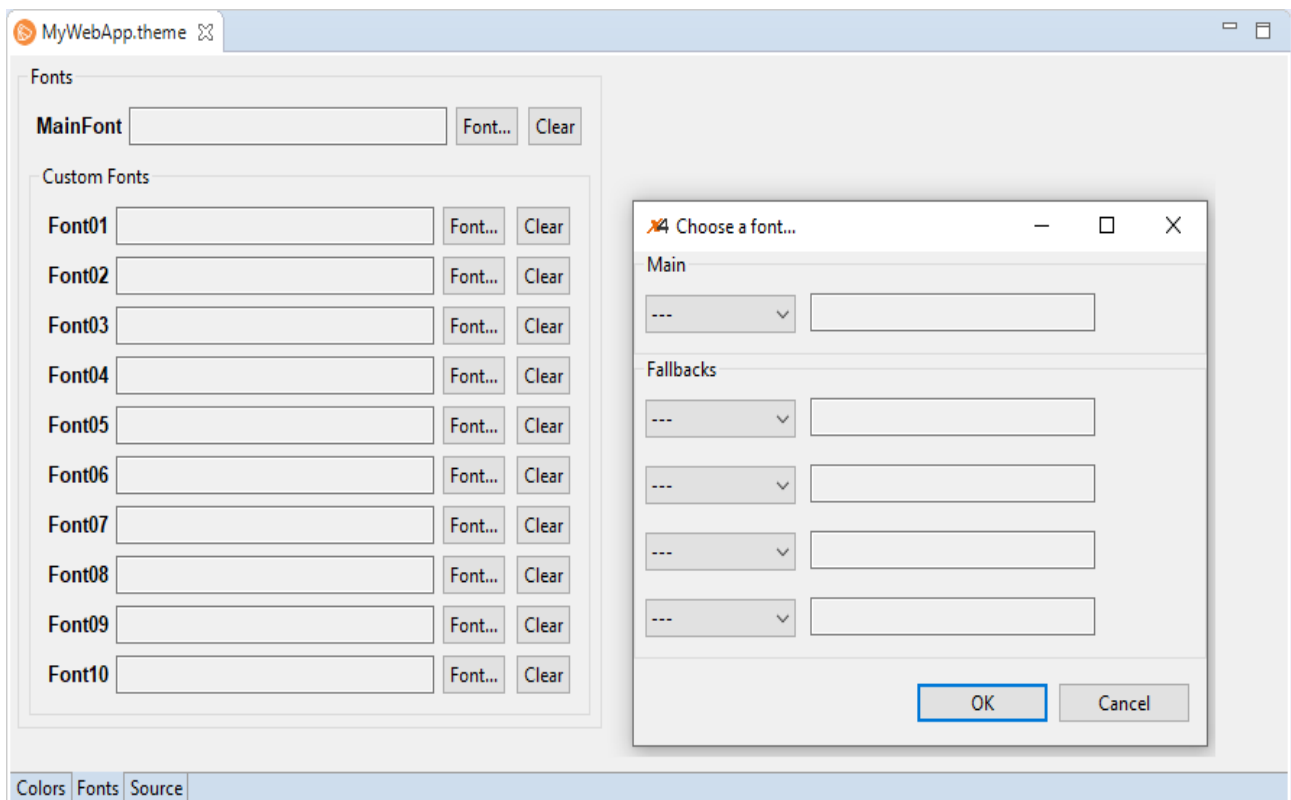 MyWebApp.theme
Fonts
MainFont Font... Clear
Custom Fonts
Font01 Font... Clear
Font02 Font... Clear
Font03 Font... Clear
Font04 Font... Clear
Font05 Font... Clear
Font06 Font... Clear
Font07 Font... Clear
Font08 Font... Clear
Font09 Font... Clear
Font10 Font... Clear
X4 Choose a font...
Main
---
Fallbacks
---
---
---
---
OK Cancel
Colors Fonts Source